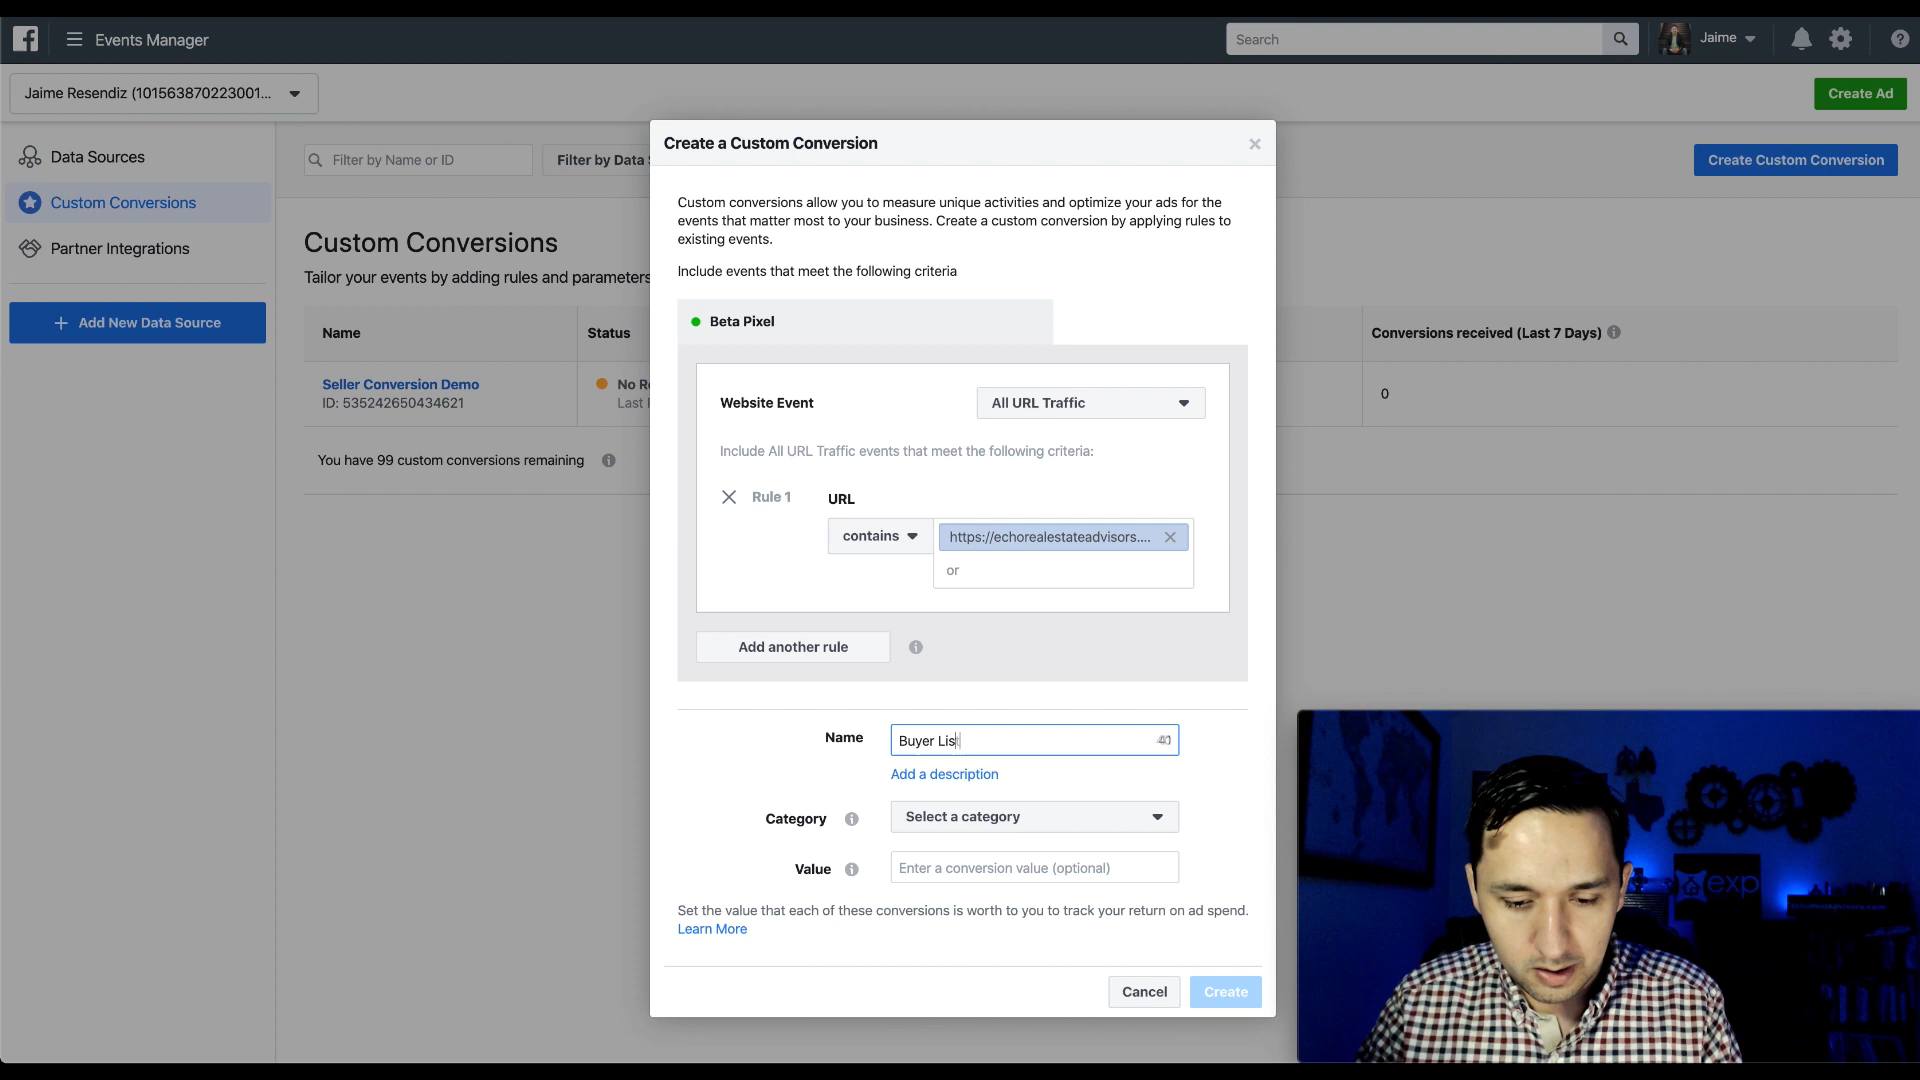 Events Manager
Search
Jaime
Jaime Resendiz (101563870223001...
Create Ad
Data Sources
Custom Conversions
Partner Integrations
+ Add New Data Source
Filter by Name or ID
Filter by Data
Create Custom Conversion
Custom Conversions
Tailor your events by adding rules and parameters
Name
Status
Conversions received (Last 7 Days)
Seller Conversion Demo
ID: 535242650434621
No R
Last
0
You have 99 custom conversions remaining
Create a Custom Conversion
Custom conversions allow you to measure unique activities and optimize your ads for the
events that matter most to your business. Create a custom conversion by applying rules to
existing events.
Include events that meet the following criteria
Beta Pixel
Website Event
All URL Traffic
Include All URL Traffic events that meet the following criteria:
Rule 1
URL
contains
https://echorealestateadvisors....
or
Add another rule
Name
Buyer List
Add a description
Category
Select a category
Value
Enter a conversion value (optional)
Set the value that each of these conversions is worth to you to track your return on ad spend.
Learn More
Cancel
Create
exp